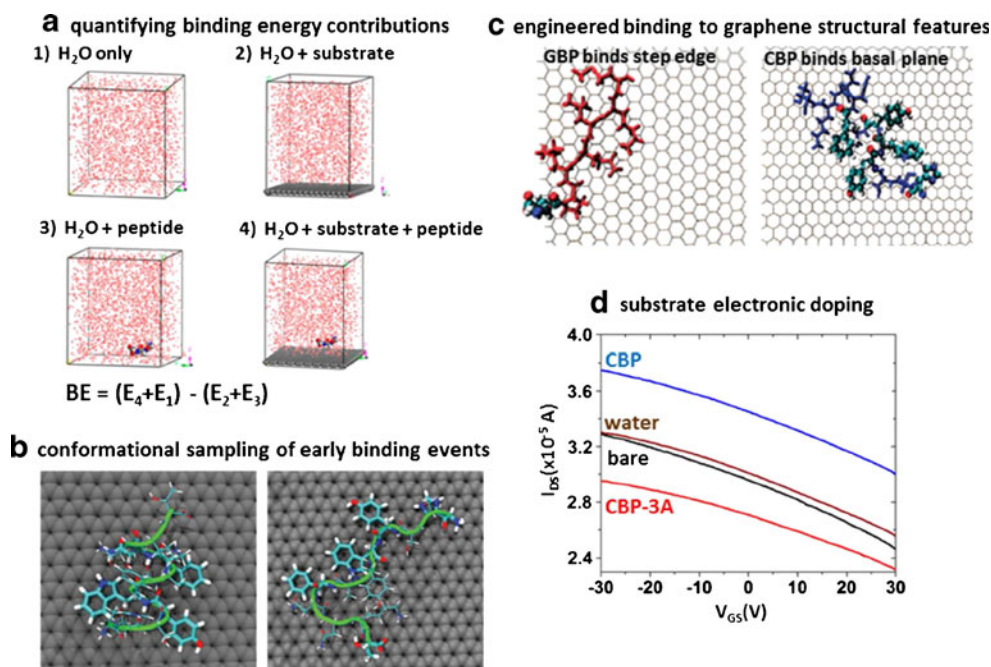 a quantifying binding energy contributions
1) H₂O only
2) H₂O + substrate
3) H₂O + peptide
4) H₂O + substrate + peptide
BE = (E₄+E₁) - (E₂+E₃)
b conformational sampling of early binding events
c engineered binding to graphene structural features
GBP binds step edge
CBP binds basal plane
d substrate electronic doping
I_DS(x10⁻⁵ A)
4.0
3.6
3.2
2.8
2.4
CBP
water
bare
CBP-3A
-30
-20
-10
0
10
20
30
V_GS(V)